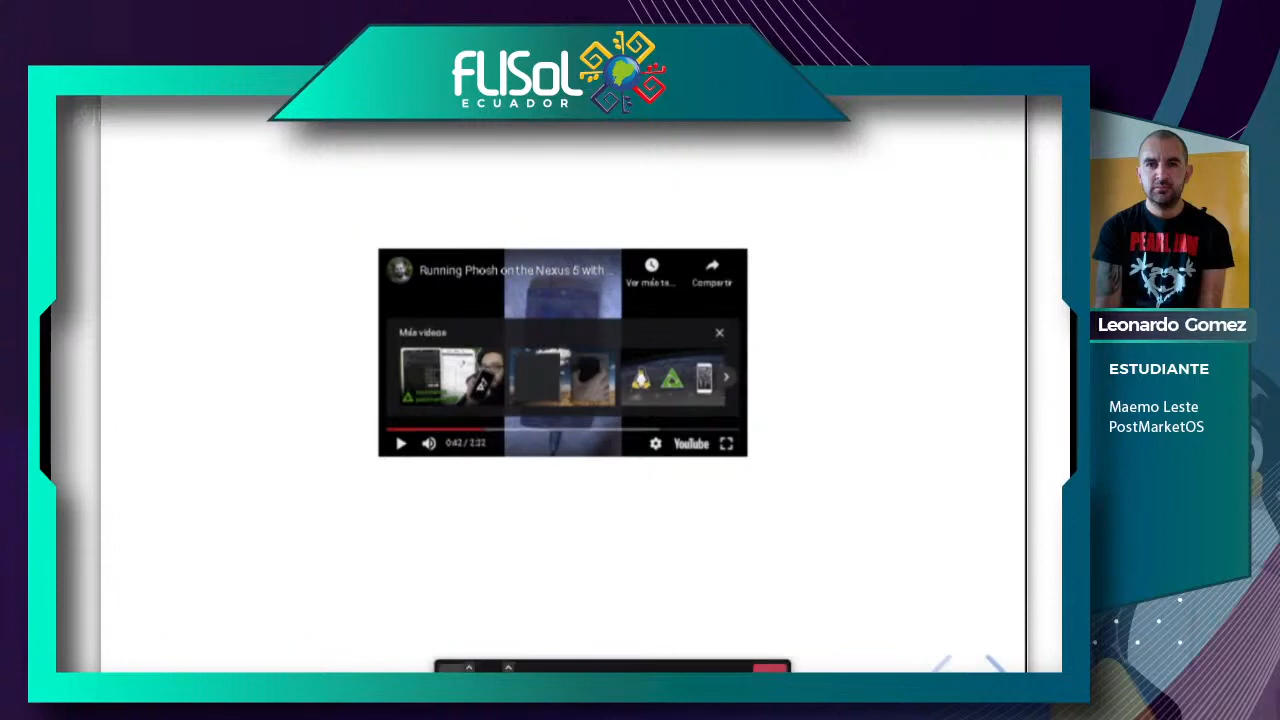 FLISoL
ECUADOR
Running Phosh on the Nexus 5 with ...
Ver más ta...
Compartir
Más videos
0:42 / 2:32
YouTube
PEARL JAM
Leonardo Gomez
ESTUDIANTE
Maemo Leste
PostMarketOS